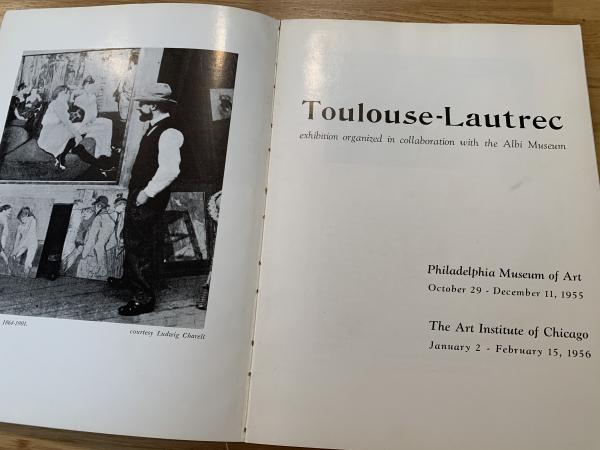 1864-1901.
courtesy Ludwig Charell
Toulouse-Lautrec
exhibition organized in collaboration with the Albi Museum
Philadelphia Museum of Art
October 29 - December 11, 1955
The Art Institute of Chicago
January 2 - February 15, 1956